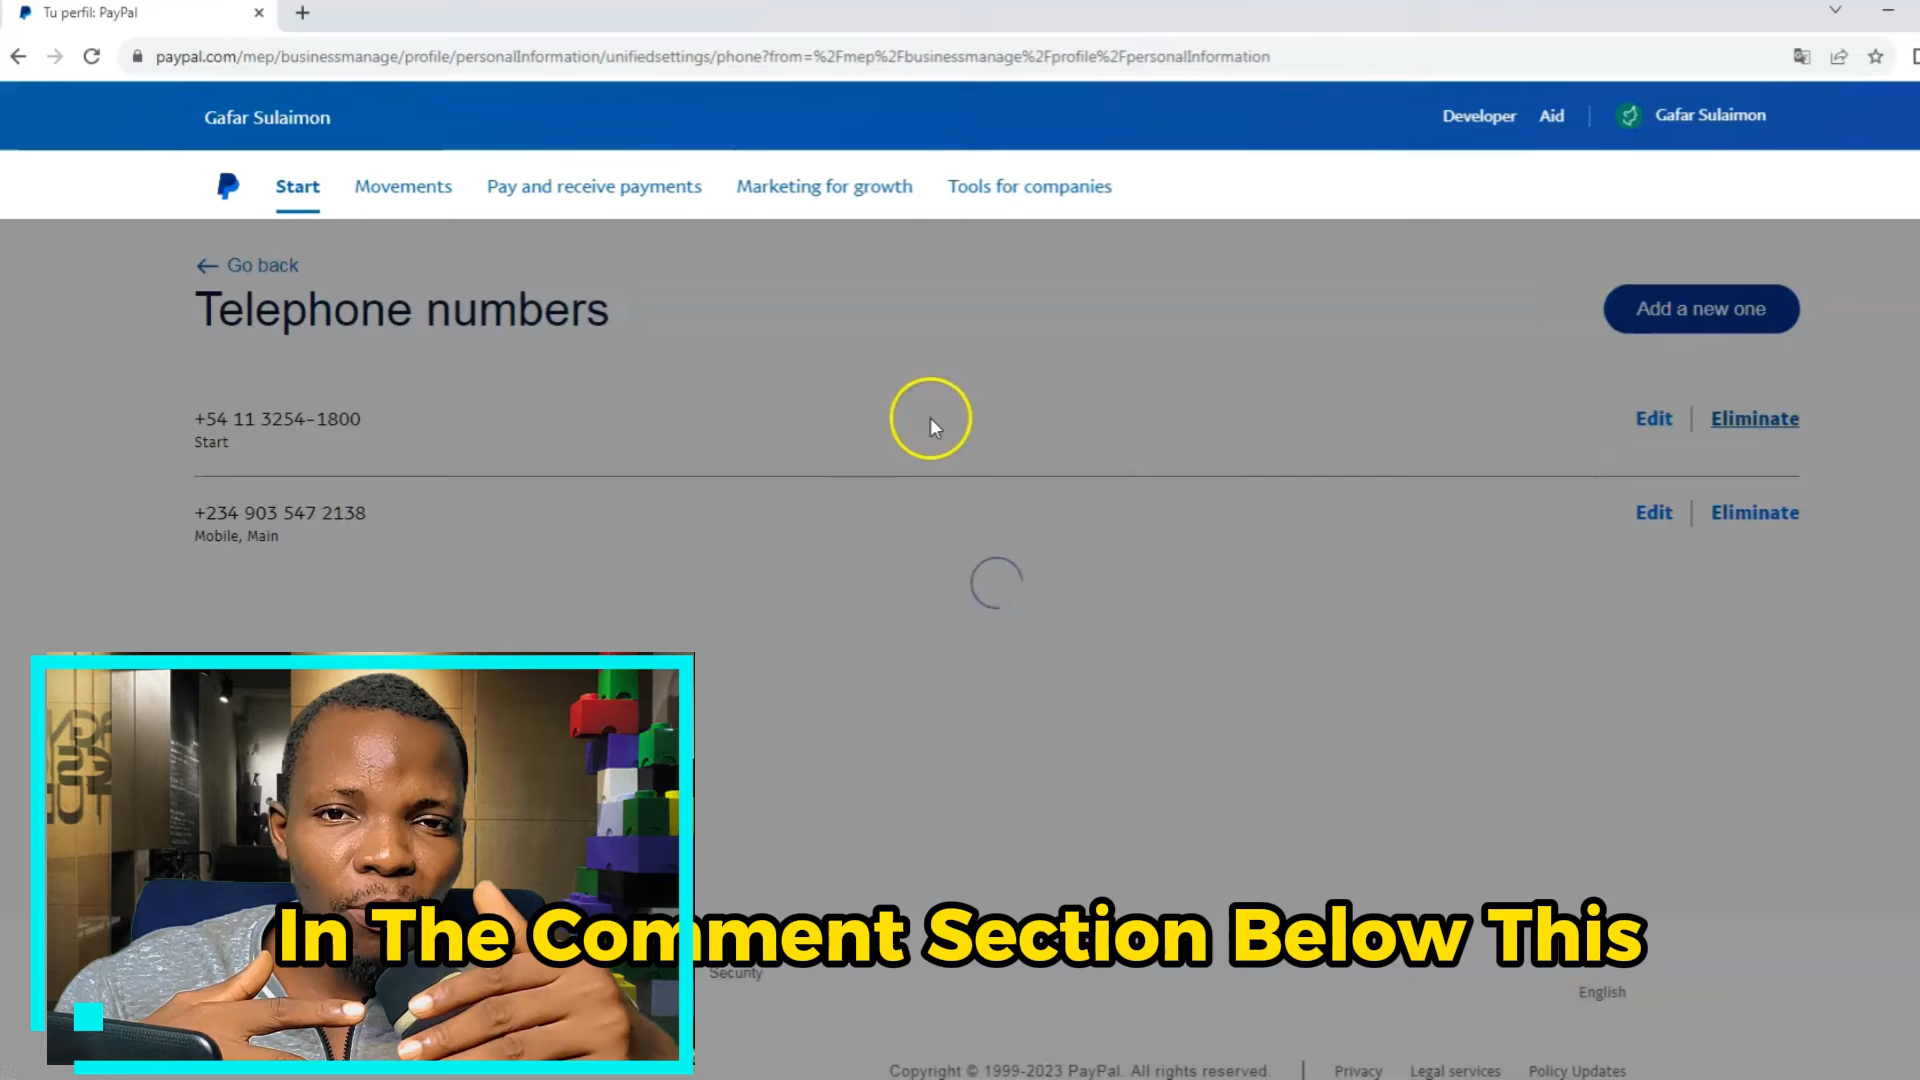 Tu perfil: PayPal
paypal.com/mep/businessmanage/profile/personalInformation/unifiedsettings/phone?from=%2Fmep%2Fbusinessmanage%2Fprofile%2FpersonalInformation
Gafar Sulaimon
Developer Aid Gafar Sulaimon
Start Movements Pay and receive payments Marketing for growth Tools for companies
Go back
Telephone numbers
Add a new one
+54 11 3254-1800
Edit Eliminate
Start
+234 903 547 2138
Edit Eliminate
Mobile, Main
In The Comment Section Below This
Security
English
Copyright © 1999-2023 PayPal. All rights reserved. Privacy Legal services Policy Updates